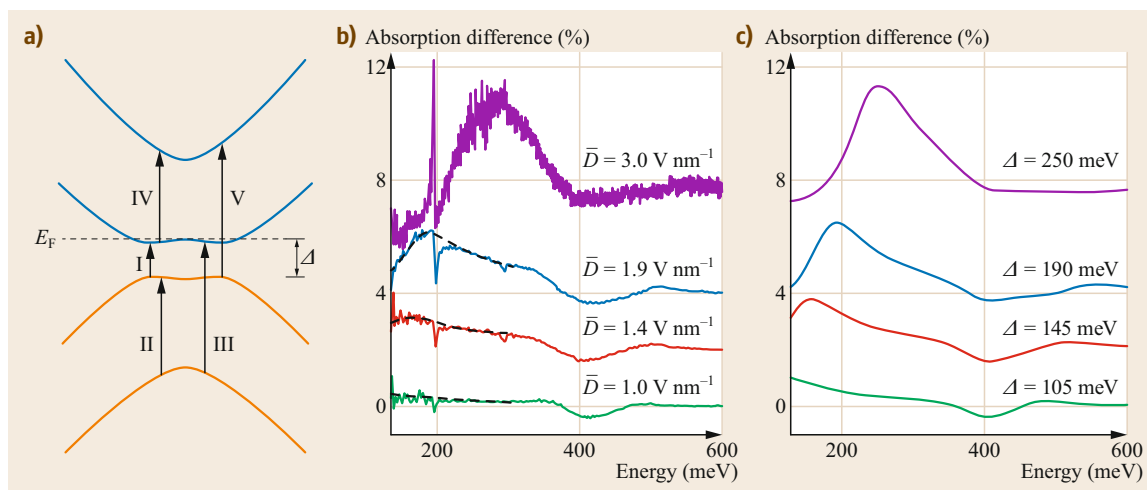 a)
IV
V
E_F
I
Δ
II
III
b) Absorption difference (%)
12
8
4
0
D̄ = 3.0 V nm⁻¹
D̄ = 1.9 V nm⁻¹
D̄ = 1.4 V nm⁻¹
D̄ = 1.0 V nm⁻¹
200 400 600
Energy (meV)
c) Absorption difference (%)
12
8
4
0
Δ = 250 meV
Δ = 190 meV
Δ = 145 meV
Δ = 105 meV
200 400 600
Energy (meV)